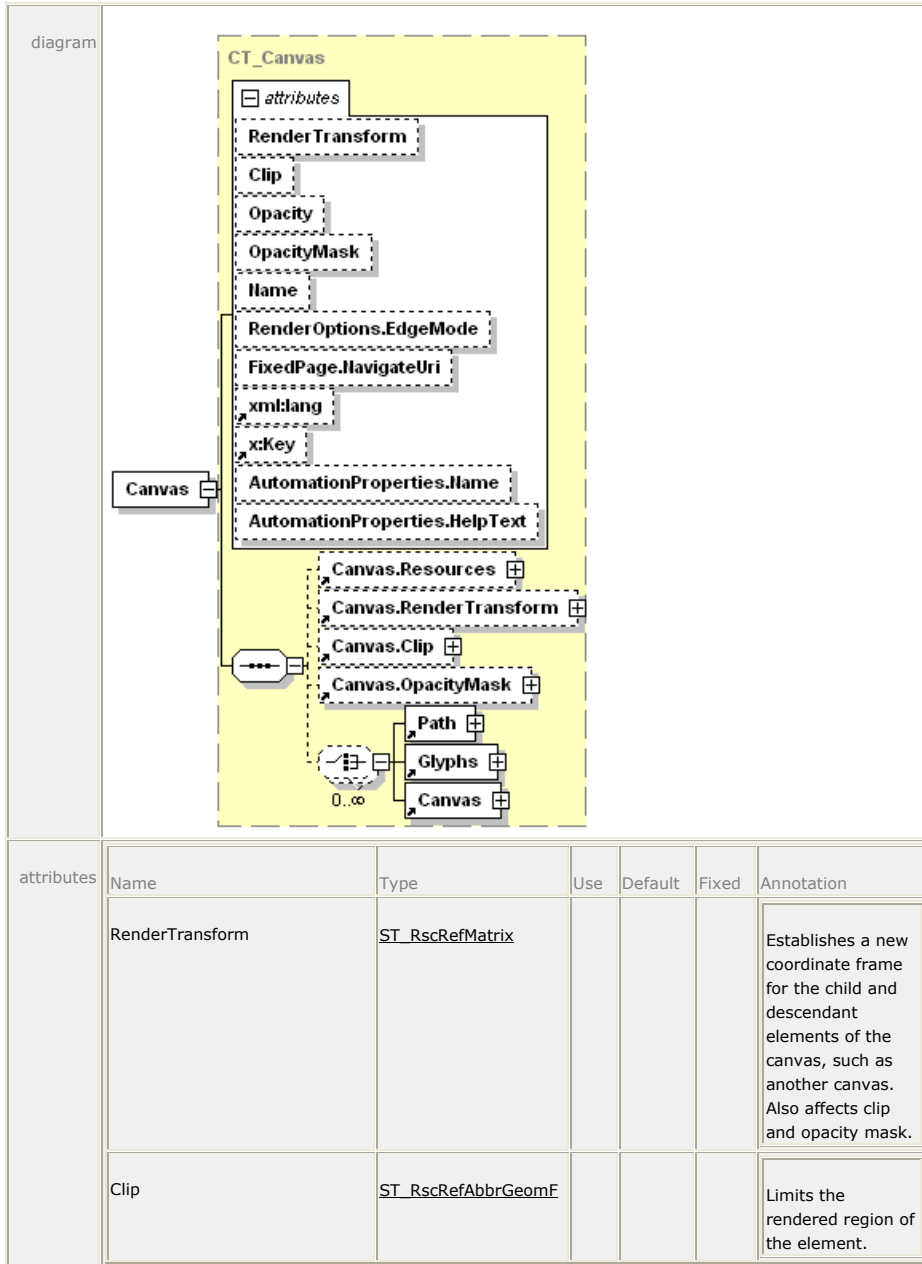 diagram
CT_Canvas
attributes
RenderTransform
Clip
Opacity
OpacityMask
Name
RenderOptions.EdgeMode
FixedPage.NavigateUri
xml:lang
x:Key
AutomationProperties.Name
AutomationProperties.HelpText
Canvas
Canvas.Resources
Canvas.RenderTransform
Canvas.Clip
Canvas.OpacityMask
Path
Glyphs
Canvas
0..∞
attributes
Name Type Use Default Fixed Annotation
RenderTransform ST_RscRefMatrix
Establishes a new
coordinate frame
for the child and
descendant
elements of the
canvas, such as
another canvas.
Also affects clip
and opacity mask.
Clip ST_RscRefAbbrGeomF
Limits the
rendered region of
the element.